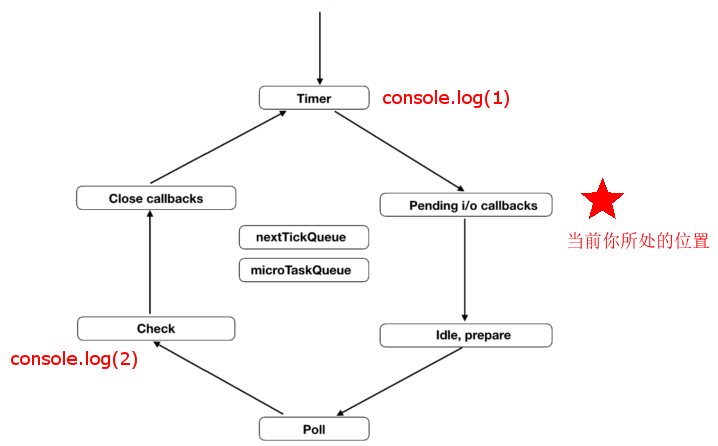 Timer
console.log(1)
Close callbacks
Pending i/o callbacks
nextTickQueue
当前你所处的位置
microTaskQueue
Check
Idle, prepare
console.log(2)
Poll